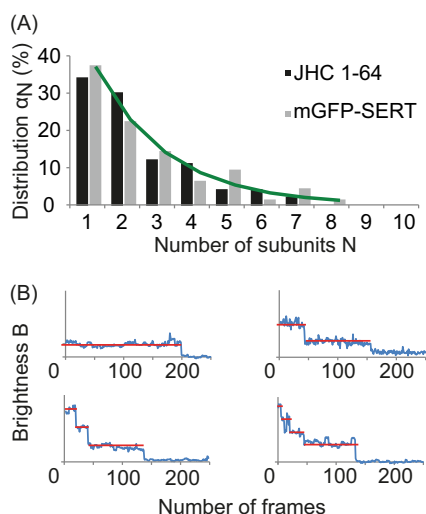 (A)
Distribution αN (%)
40
30
20
10
0
JHC 1-64
mGFP-SERT
1 2 3 4 5 6 7 8 9 10
Number of subunits N
(B)
Brightness B
0 100 200
0 100 200
0 100 200
0 100 200
Number of frames